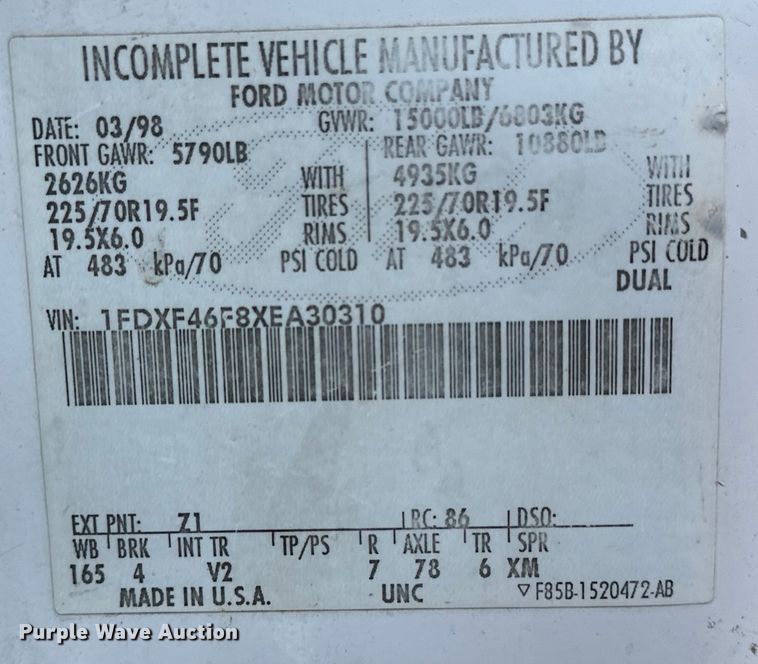 INCOMPLETE VEHICLE MANUFACTURED BY
FORD MOTOR COMPANY
DATE: 03/98 GVWR: 15000LB/6803KG
FRONT GAWR: 5790LB REAR GAWR: 10880LB
2626KG WITH 4935KG WITH
225/70R19.5F TIRES 225/70R19.5F TIRES
19.5X6.0 RIMS 19.5X6.0 RIMS
AT 483 kPa/70 PSI COLD AT 483 kPa/70 PSI COLD
DUAL
VIN: 1FDXF46F8XEA30310
EXT PNT: Z1 RC: 86 DSO:
WB BRK INT TR TP/PS R AXLE TR SPR
165 4 V2 7 78 6 XM
MADE IN U.S.A. UNC ▽ F85B-1520472-AB
Purple Wave Auction